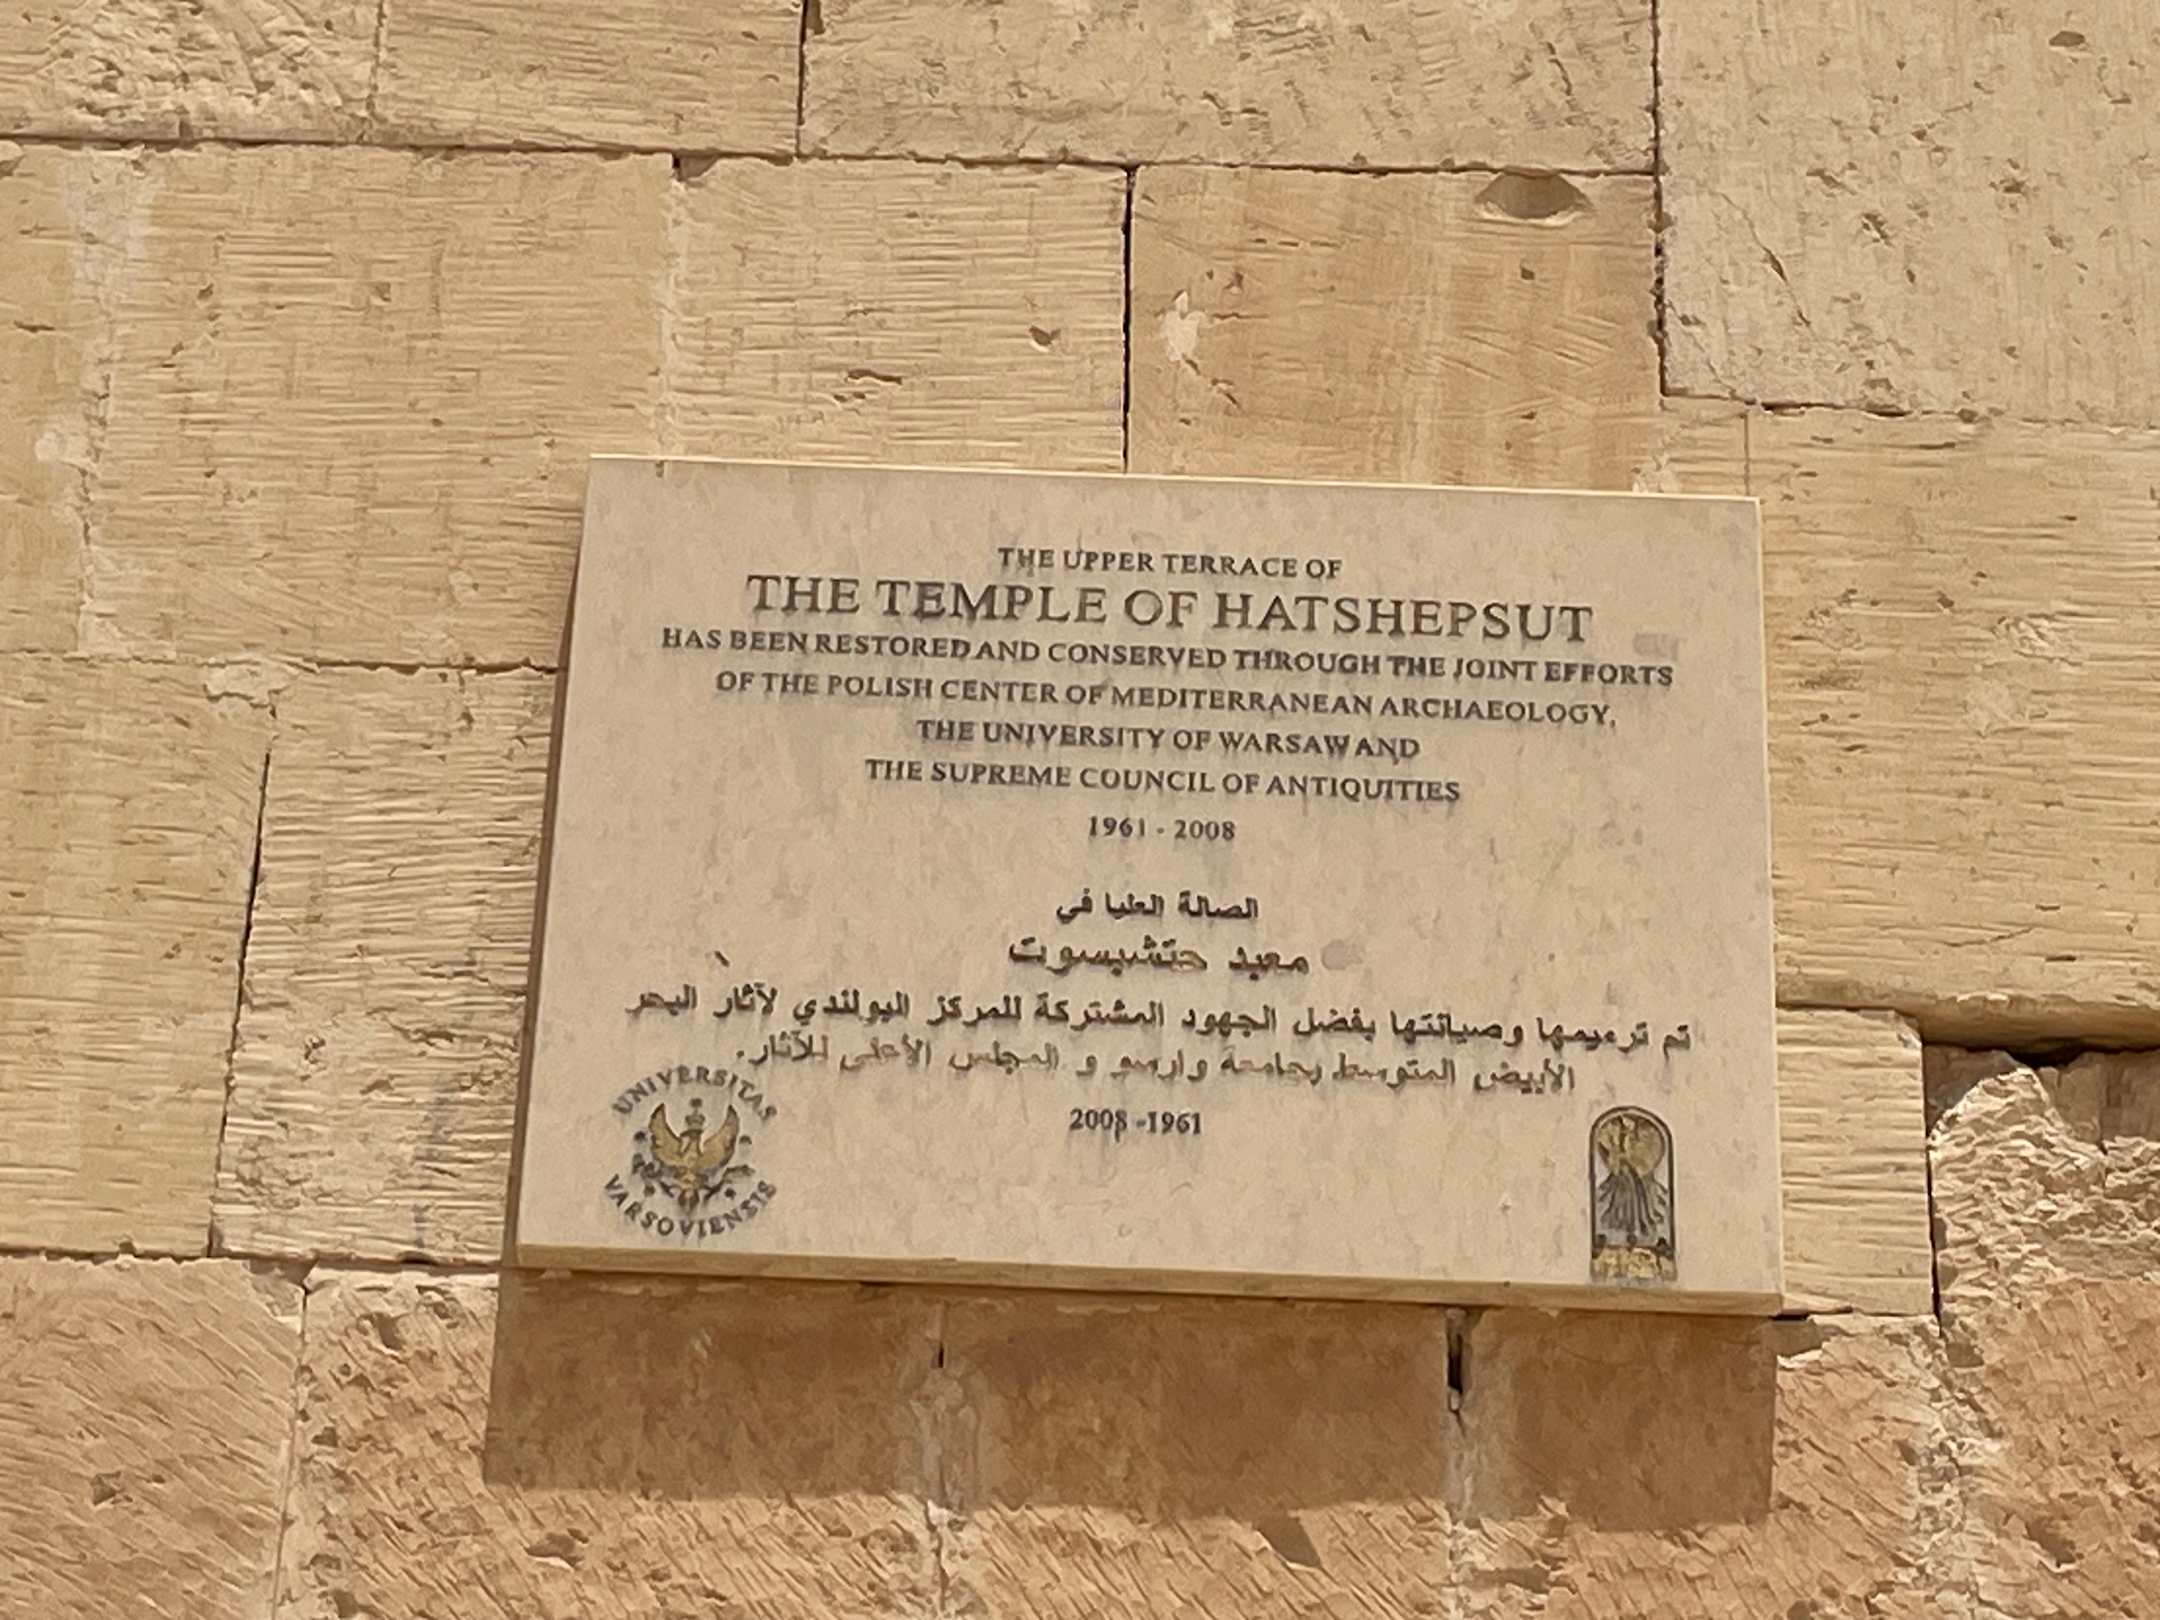 THE UPPER TERRACE OF
THE TEMPLE OF HATSHEPSUT
HAS BEEN RESTORED AND CONSERVED THROUGH THE JOINT EFFORTS
OF THE POLISH CENTER OF MEDITERRANEAN ARCHAEOLOGY,
THE UNIVERSITY OF WARSAW AND
THE SUPREME COUNCIL OF ANTIQUITIES
1961 - 2008
الصالة العليا في
معبد حتشبسوت
تم ترميمها وصيانتها بفضل الجهود المشتركة للمركز البولندي لآثار البحر
الأبيض المتوسط بجامعة وارسو و المجلس الأعلى للآثار.
2008 -1961
UNIVERSITAS
VARSOVIENSIS